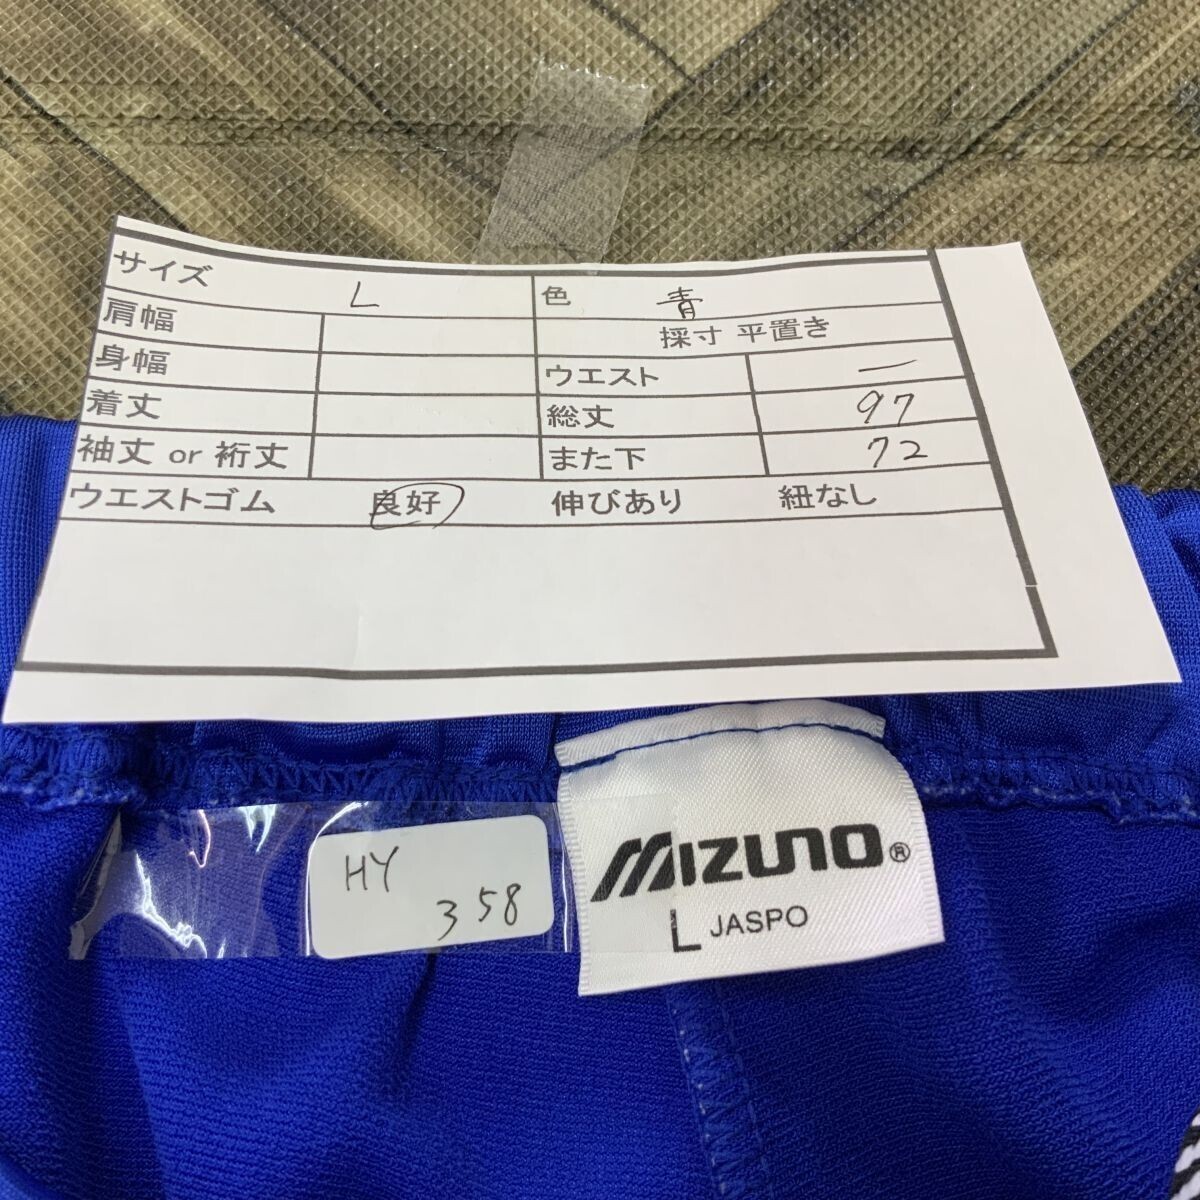 サイズ L 色 青
肩幅 採寸 平置き
身幅 ウエスト —
着丈 総丈 97
袖丈 or 裄丈 また下 72
ウエストゴム 良好 伸びあり 紐なし
MIZUNO®
L JASPO
HY
358